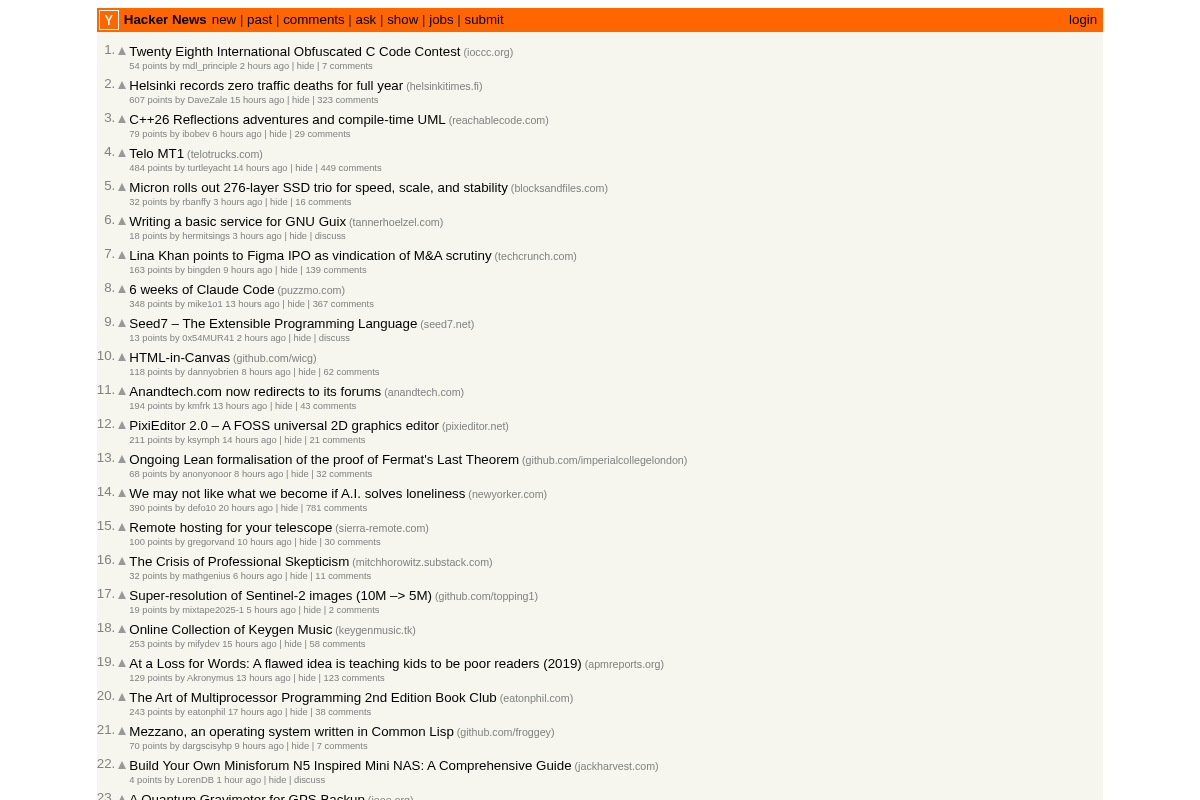 Y Hacker News new | past | comments | ask | show | jobs | submit login
1. Twenty Eighth International Obfuscated C Code Contest (ioccc.org)
54 points by mdl_principle 2 hours ago | hide | 7 comments
2. Helsinki records zero traffic deaths for full year (helsinkitimes.fi)
607 points by DaveZale 15 hours ago | hide | 323 comments
3. C++26 Reflections adventures and compile-time UML (reachablecode.com)
79 points by ibobev 6 hours ago | hide | 29 comments
4. Telo MT1 (telotrucks.com)
484 points by turtleyacht 14 hours ago | hide | 449 comments
5. Micron rolls out 276-layer SSD trio for speed, scale, and stability (blocksandfiles.com)
32 points by rbanffy 3 hours ago | hide | 16 comments
6. Writing a basic service for GNU Guix (tannerhoelzel.com)
18 points by hermitsings 3 hours ago | hide | discuss
7. Lina Khan points to Figma IPO as vindication of M&A scrutiny (techcrunch.com)
163 points by bingden 9 hours ago | hide | 139 comments
8. 6 weeks of Claude Code (puzzmo.com)
348 points by mike1o1 13 hours ago | hide | 367 comments
9. Seed7 – The Extensible Programming Language (seed7.net)
13 points by 0x54MUR41 2 hours ago | hide | discuss
10. HTML-in-Canvas (github.com/wicg)
118 points by dannyobrien 8 hours ago | hide | 62 comments
11. Anandtech.com now redirects to its forums (anandtech.com)
194 points by kmfrk 13 hours ago | hide | 43 comments
12. PixiEditor 2.0 – A FOSS universal 2D graphics editor (pixieditor.net)
211 points by ksymph 14 hours ago | hide | 21 comments
13. Ongoing Lean formalisation of the proof of Fermat's Last Theorem (github.com/imperialcollegelondon)
68 points by anonyonoor 8 hours ago | hide | 32 comments
14. We may not like what we become if A.I. solves loneliness (newyorker.com)
390 points by defo10 20 hours ago | hide | 781 comments
15. Remote hosting for your telescope (sierra-remote.com)
100 points by gregorvand 10 hours ago | hide | 30 comments
16. The Crisis of Professional Skepticism (mitchhorowitz.substack.com)
32 points by mathgenius 6 hours ago | hide | 11 comments
17. Super-resolution of Sentinel-2 images (10M –> 5M) (github.com/topping1)
19 points by mixtape2025-1 5 hours ago | hide | 2 comments
18. Online Collection of Keygen Music (keygenmusic.tk)
253 points by mifydev 15 hours ago | hide | 58 comments
19. At a Loss for Words: A flawed idea is teaching kids to be poor readers (2019) (apmreports.org)
129 points by Akronymus 13 hours ago | hide | 123 comments
20. The Art of Multiprocessor Programming 2nd Edition Book Club (eatonphil.com)
243 points by eatonphil 17 hours ago | hide | 38 comments
21. Mezzano, an operating system written in Common Lisp (github.com/froggey)
70 points by dargscisyhp 9 hours ago | hide | 7 comments
22. Build Your Own Minisforum N5 Inspired Mini NAS: A Comprehensive Guide (jackharvest.com)
4 points by LorenDB 1 hour ago | hide | discuss
23. A Quantum Gravimeter for GPS Backup (ieee.org)